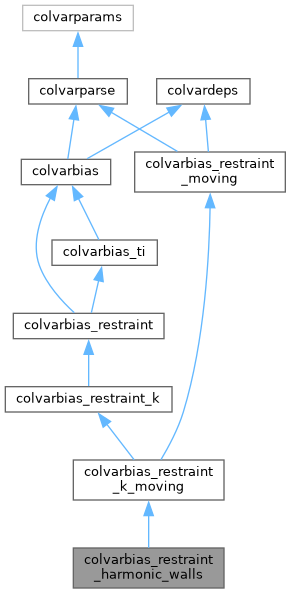 colvarparams
colvarparse
colvardeps
colvarbias
colvarbias_restraint
_moving
colvarbias_ti
colvarbias_restraint
colvarbias_restraint_k
colvarbias_restraint
_k_moving
colvarbias_restraint
_harmonic_walls